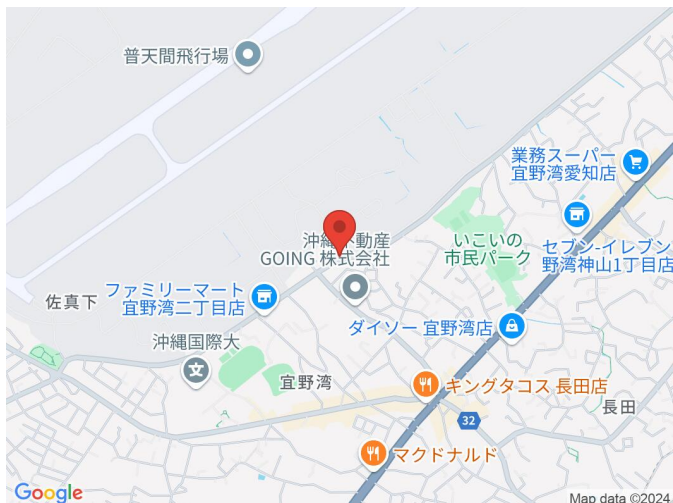 普天間飛行場
業務スーパー
宜野湾愛知店
セブン-イレブン
野湾神山1丁目店
いこいの
市民パーク
GOING 株式会社
佐真下
ファミリーマート
宜野湾二丁目店
ダイソー 宜野湾店
沖縄国際大
宜野湾
キングタコス 長田店
長田
32
マクドナルド
Google
Map data ©2024